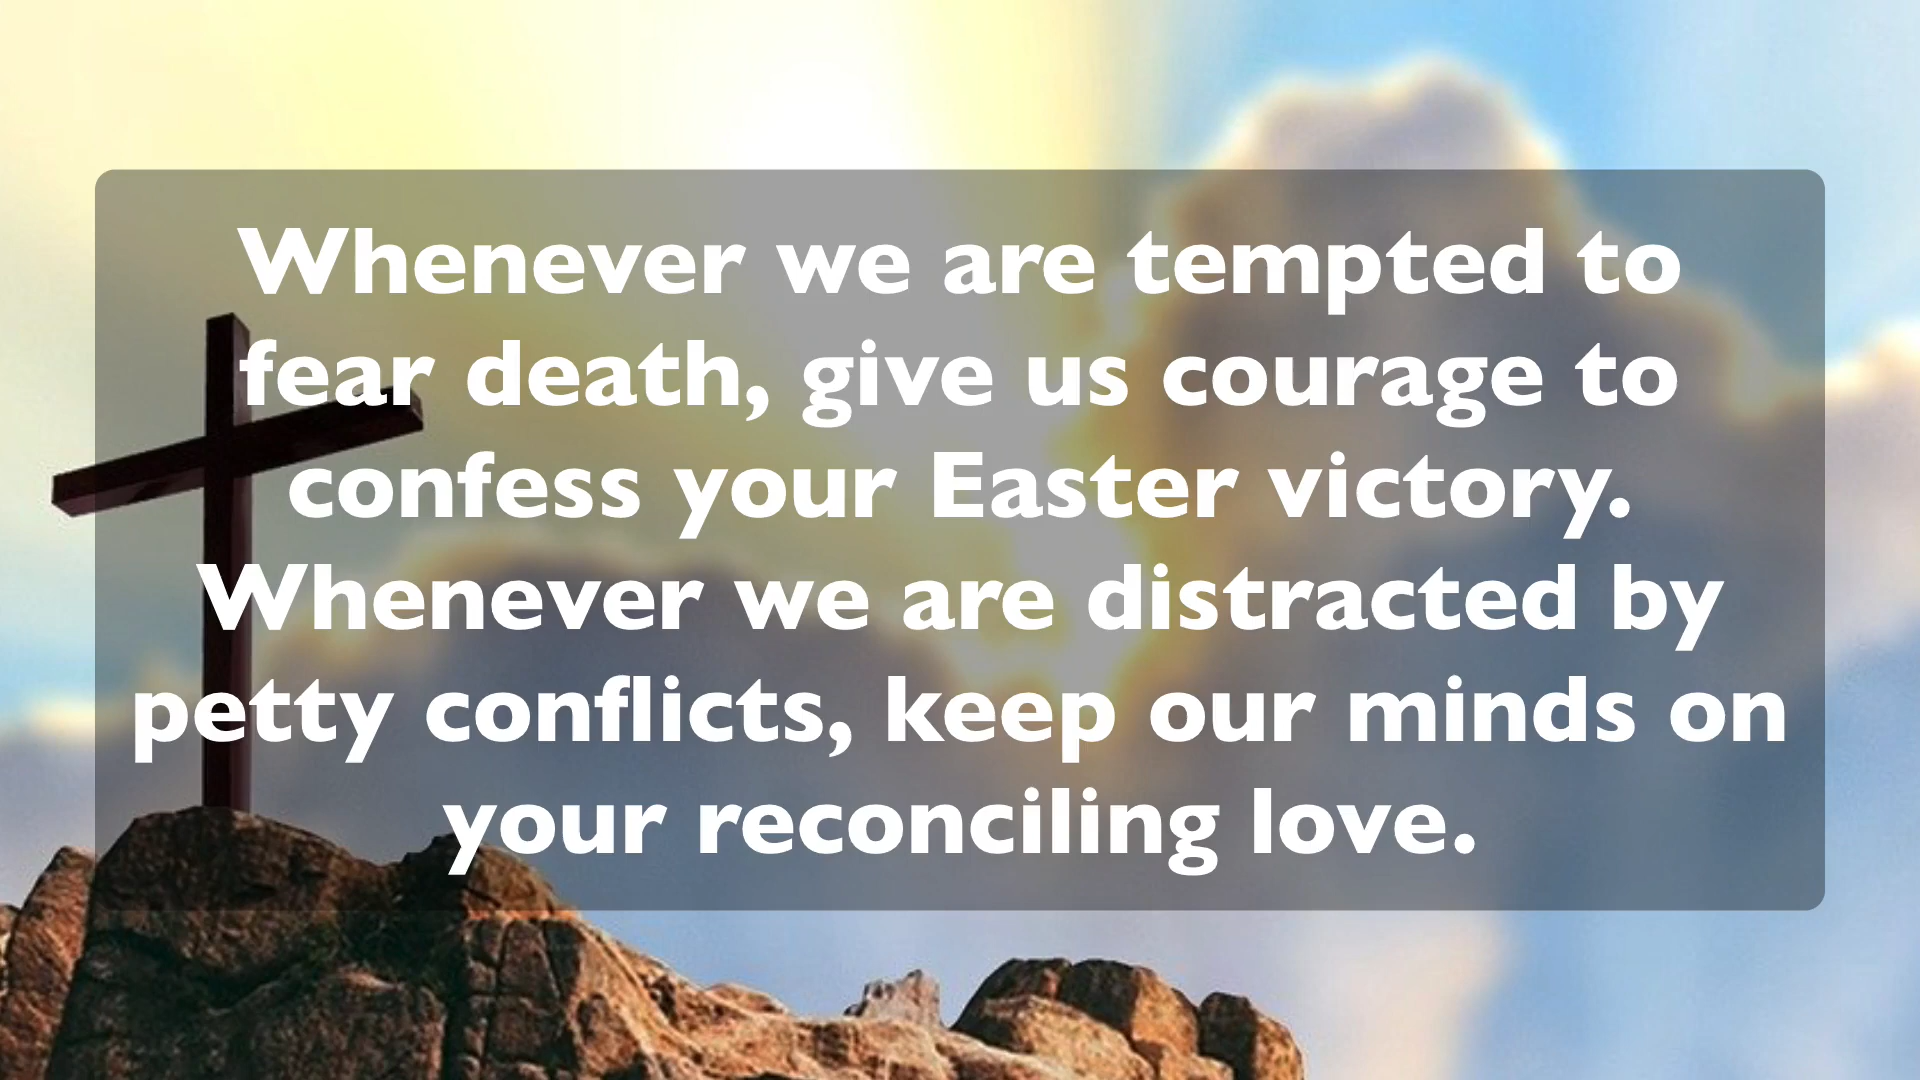 Whenever we are tempted to
fear death, give us courage to
confess your Easter victory.
Whenever we are distracted by
petty conflicts, keep our minds on
your reconciling love.